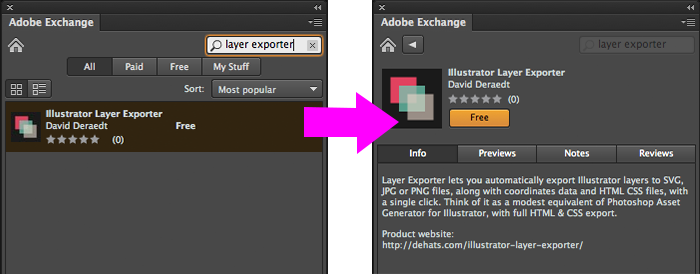 Adobe Exchange
layer exporter
All Paid Free My Stuff
Sort: Most popular
Illustrator Layer Exporter
David Deraedt Free
(0)
Adobe Exchange
layer exporter
Illustrator Layer Exporter
David Deraedt
(0)
Free
Info Previews Notes Reviews
Layer Exporter lets you automatically export Illustrator layers to SVG,
JPG or PNG files, along with coordinates data and HTML CSS files, with
a single click. Think of it as a modest equivalent of Photoshop Asset
Generator for Illustrator, with full HTML & CSS export.
Product website:
http://dehats.com/illustrator-layer-exporter/